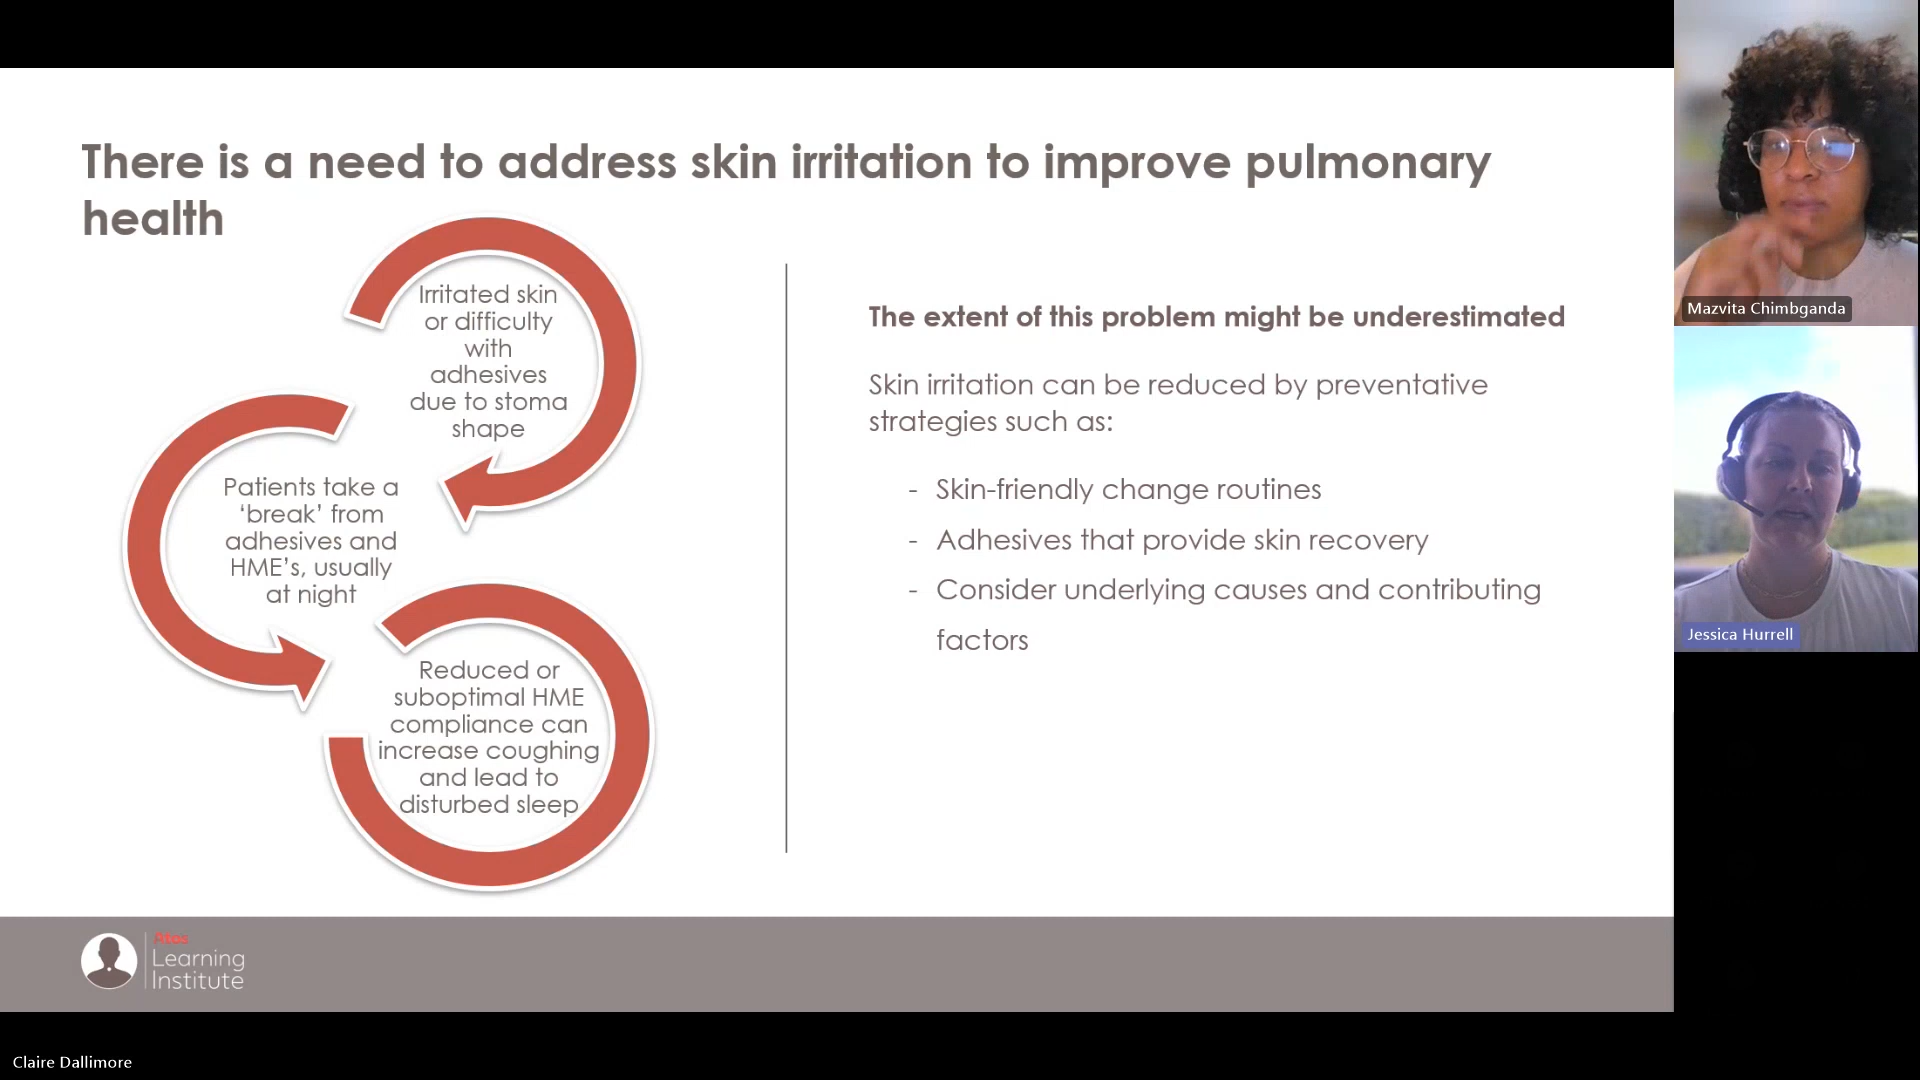 There is a need to address skin irritation to improve pulmonary
health
Irritated skin
or difficulty
with
adhesives
due to stoma
shape
Patients take a
‘break’ from
adhesives and
HME’s, usually
at night
Reduced or
suboptimal HME
compliance can
increase coughing
and lead to
disturbed sleep
The extent of this problem might be underestimated
Skin irritation can be reduced by preventative
strategies such as:
- Skin-friendly change routines
- Adhesives that provide skin recovery
- Consider underlying causes and contributing
factors
Atos
Learning
Institute
Mazvita Chimbganda
Jessica Hurrell
Claire Dallimore